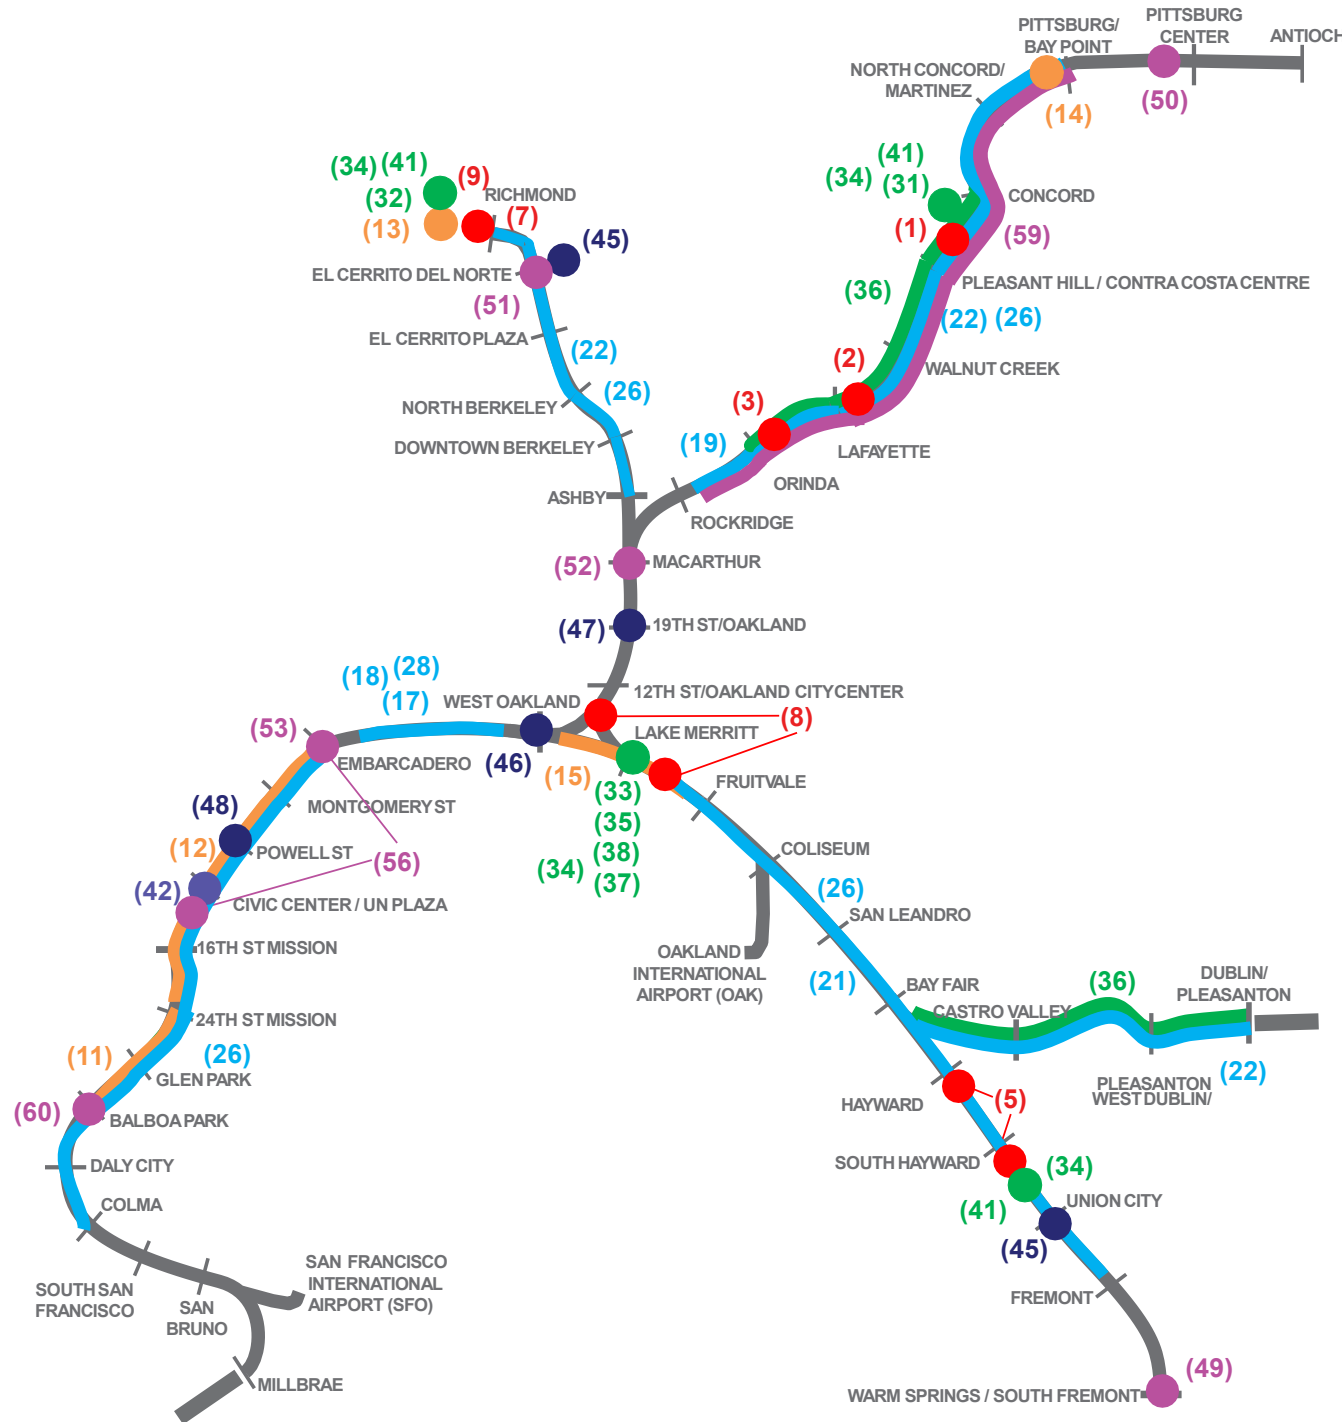 PITTSBURG/
BAY POINT
PITTSBURG
CENTER
ANTIOCH
NORTH CONCORD/
MARTINEZ
(14)
(50)
(34) (41)
(9)
(32)
RICHMOND
(13)
(7)
(45)
EL CERRITO DEL NORTE
(51)
(41)
(34)
(31)
CONCORD
(1)
(59)
(36)
PLEASANT HILL / CONTRA COSTA CENTRE
(22) (26)
EL CERRITO PLAZA
(22)
(2)
WALNUT CREEK
(26)
NORTH BERKELEY
(3)
DOWNTOWN BERKELEY
(19)
LAFAYETTE
ORINDA
ASHBY
ROCKRIDGE
(52)
MACARTHUR
(47)
19TH ST/OAKLAND
(18) (28)
(17)
WEST OAKLAND
12TH ST/OAKLAND CITY CENTER
(8)
(53)
LAKE MERRITT
EMBARCADERO
(46)
(15)
FRUITVALE
(33)
(35)
(38)
(34)
(37)
MONTGOMERY ST
(48)
(12)
POWELL ST
(56)
COLISEUM
(42)
CIVIC CENTER / UN PLAZA
(26)
SAN LEANDRO
16TH ST MISSION
OAKLAND
INTERNATIONAL
AIRPORT (OAK)
(21)
BAY FAIR
CASTRO VALLEY
(36)
DUBLIN/
PLEASANTON
24TH ST MISSION
(26)
(11)
GLEN PARK
(22)
PLEASANTON
WEST DUBLIN/
HAYWARD
(5)
(60)
BALBOA PARK
DALY CITY
SOUTH HAYWARD
(34)
COLMA
(41)
UNION CITY
(45)
SOUTH SAN
FRANCISCO
SAN
BRUNO
SAN FRANCISCO
INTERNATIONAL
AIRPORT (SFO)
FREMONT
MILLBRAE
(49)
WARM SPRINGS / SOUTH FREMONT